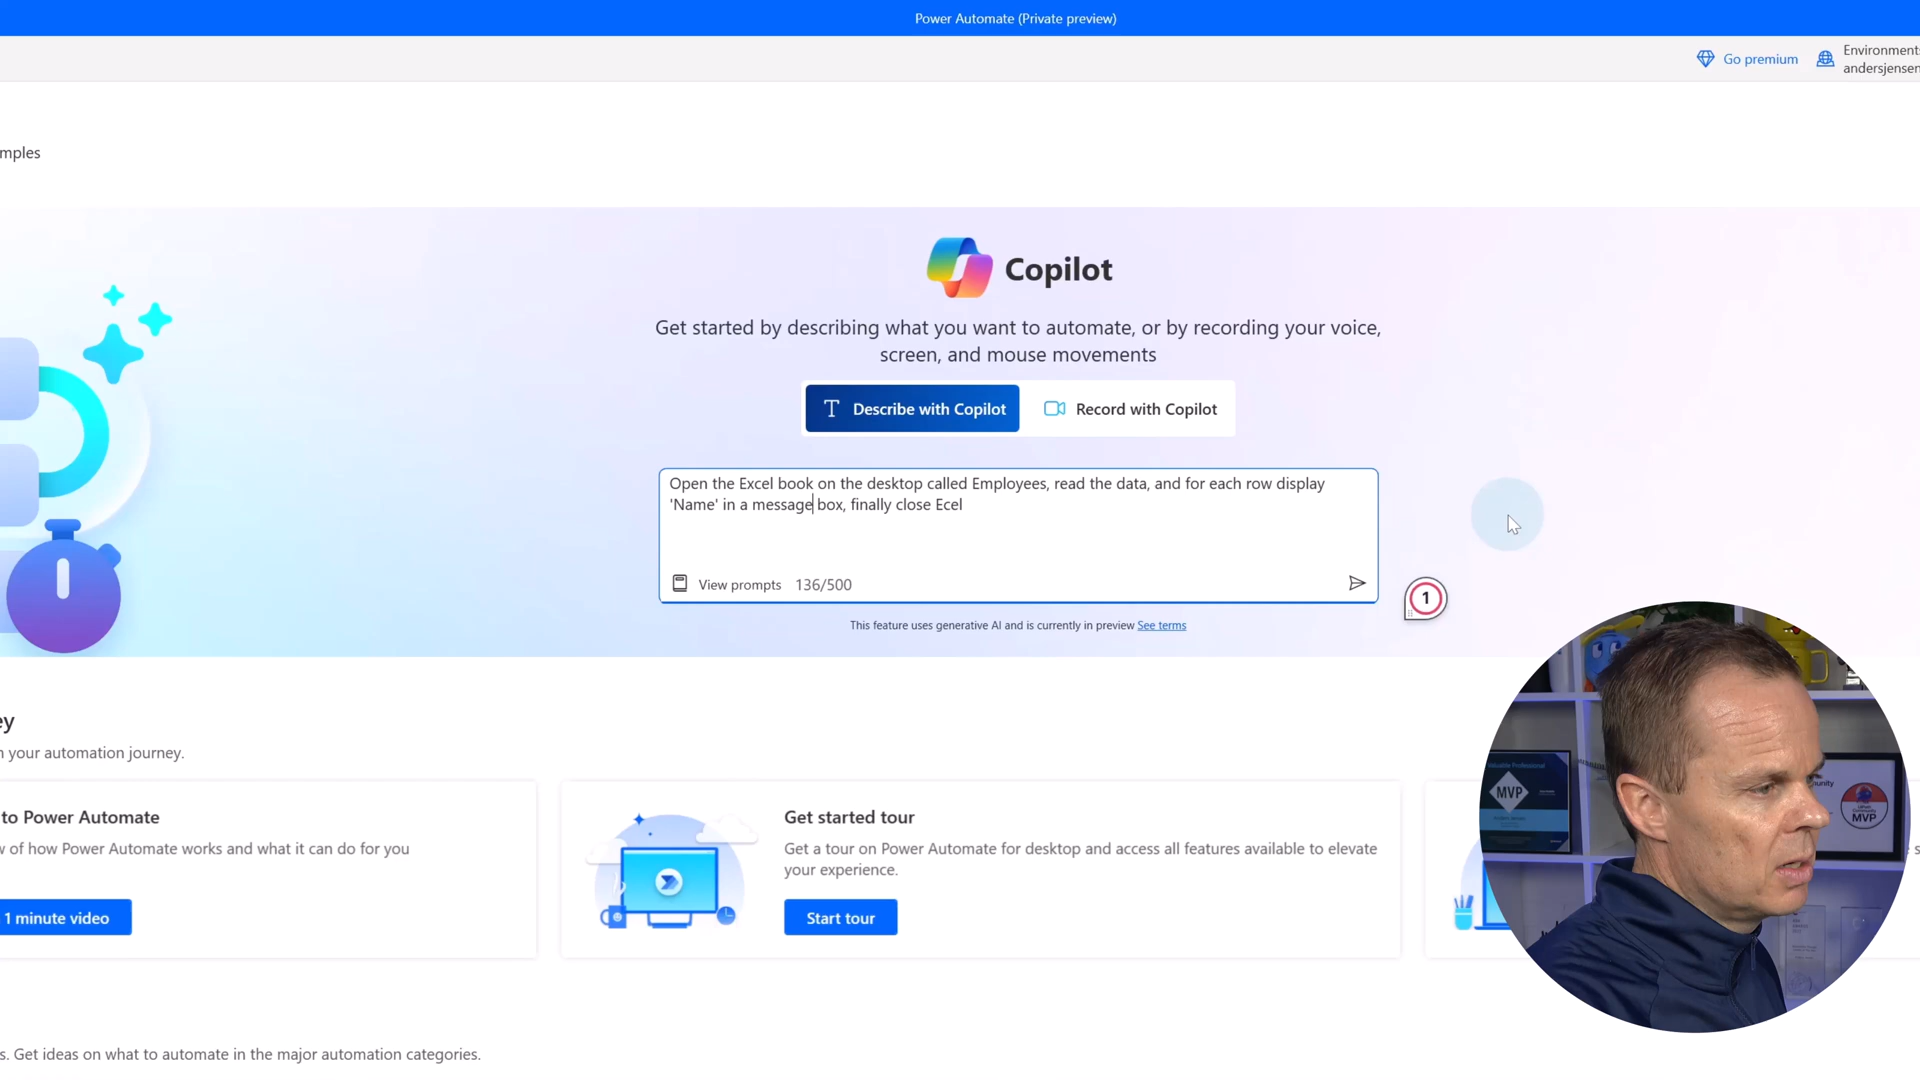 Power Automate (Private preview)
Go premium
Environments
andersjensen
mples
Copilot
Get started by describing what you want to automate, or by recording your voice,
screen, and mouse movements
Describe with Copilot
Record with Copilot
Open the Excel book on the desktop called Employees, read the data, and for each row display
'Name' in a message box, finally close Ecel
View prompts 136/500
1
This feature uses generative AI and is currently in preview See terms
ey
n your automation journey.
to Power Automate
w of how Power Automate works and what it can do for you
1 minute video
Get started tour
Get a tour on Power Automate for desktop and access all features available to elevate
your experience.
Start tour
MVP
MVP
s. Get ideas on what to automate in the major automation categories.